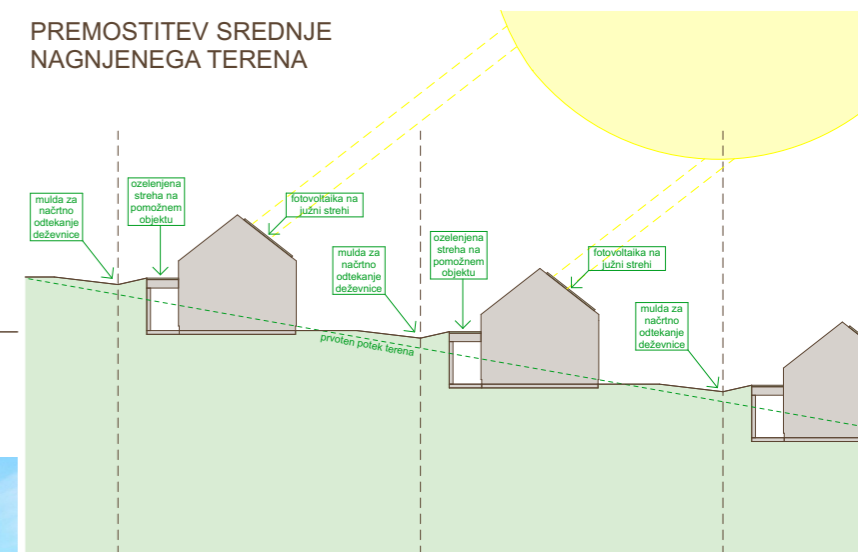 PREMOSTITEV SREDNJE
NAGNJENEGA TERENA
mulda za
načrtno
odtekanje
deževnice
ozelenjena
streha na
pomožnem
objektu
fotovoltaika na
južni strehi
mulda za
načrtno
odtekanje
deževnice
ozelenjena
streha na
pomožnem
objektu
fotovoltaika na
južni strehi
mulda za
načrtno
odtekanje
deževnice
prvoten potek terena